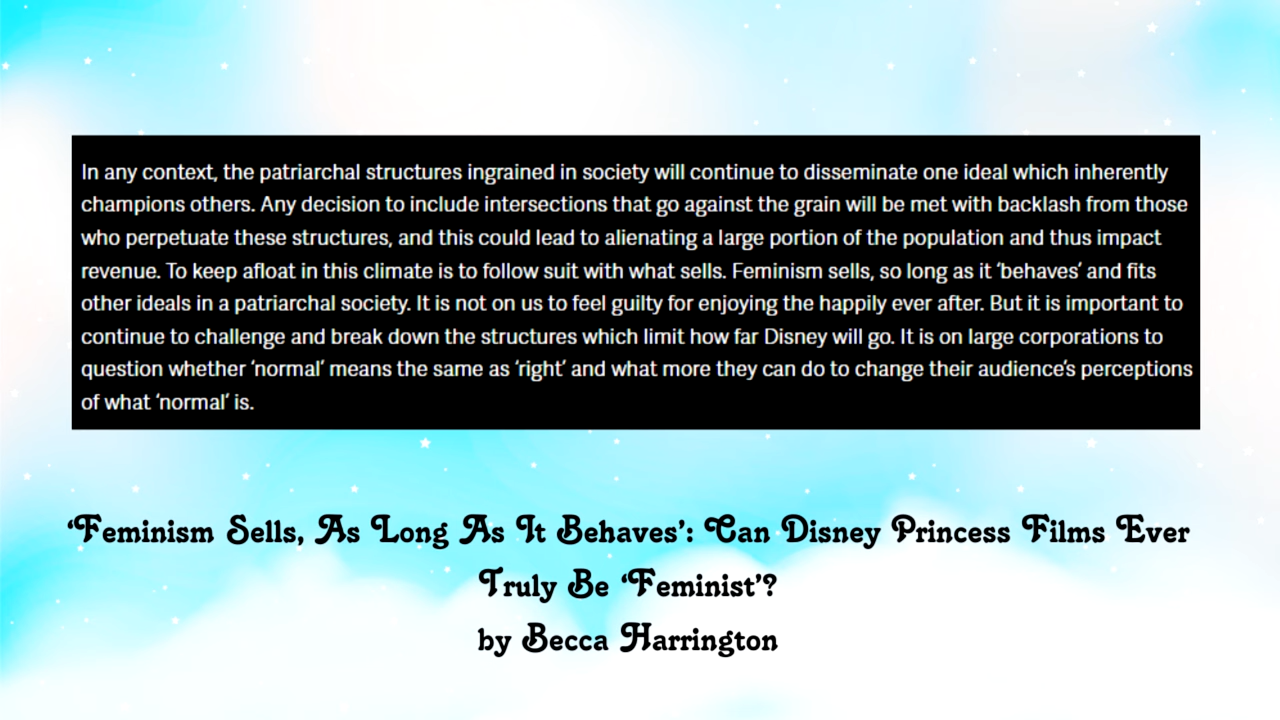 In any context, the patriarchal structures ingrained in society will continue to disseminate one ideal which inherently
champions others. Any decision to include intersections that go against the grain will be met with backlash from those
who perpetuate these structures, and this could lead to alienating a large portion of the population and thus impact
revenue. To keep afloat in this climate is to follow suit with what sells. Feminism sells, so long as it ‘behaves’ and fits
other ideals in a patriarchal society. It is not on us to feel guilty for enjoying the happily ever after. But it is important to
continue to challenge and break down the structures which limit how far Disney will go. It is on large corporations to
question whether ‘normal’ means the same as ‘right’ and what more they can do to change their audience’s perceptions
of what ‘normal’ is.
‘Feminism Sells, As Long As It Behaves’: Can Disney Princess Films Ever
Truly Be ‘Feminist’?
by Becca Harrington